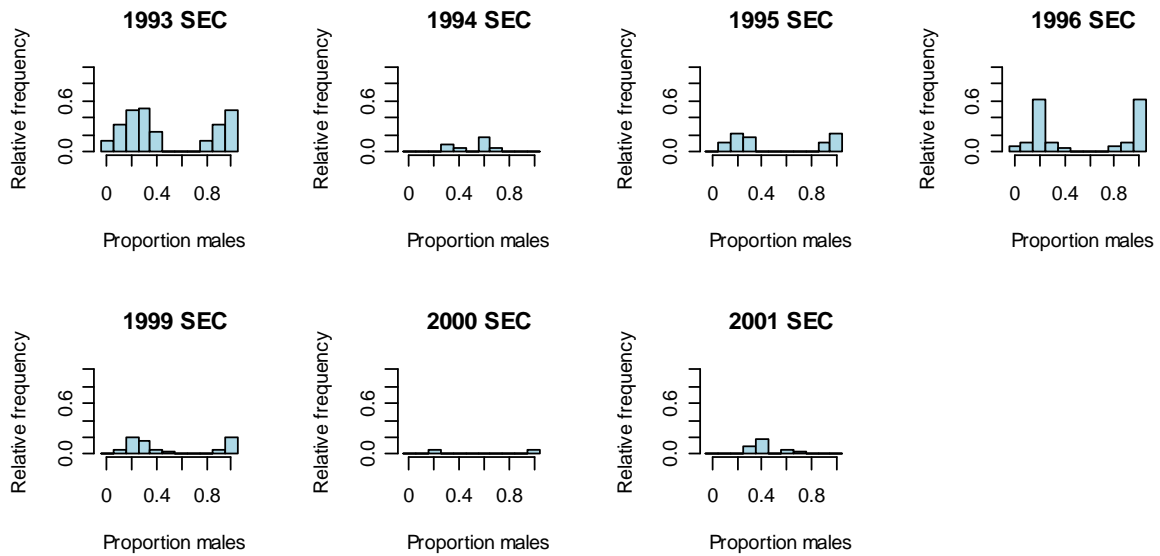 1993 SEC
Relative frequency
0.0 0.6
0 0.4 0.8
Proportion males
1994 SEC
Relative frequency
0.0 0.6
0 0.4 0.8
Proportion males
1995 SEC
Relative frequency
0.0 0.6
0 0.4 0.8
Proportion males
1996 SEC
Relative frequency
0.0 0.6
0 0.4 0.8
Proportion males
1999 SEC
Relative frequency
0.0 0.6
0 0.4 0.8
Proportion males
2000 SEC
Relative frequency
0.0 0.6
0 0.4 0.8
Proportion males
2001 SEC
Relative frequency
0.0 0.6
0 0.4 0.8
Proportion males